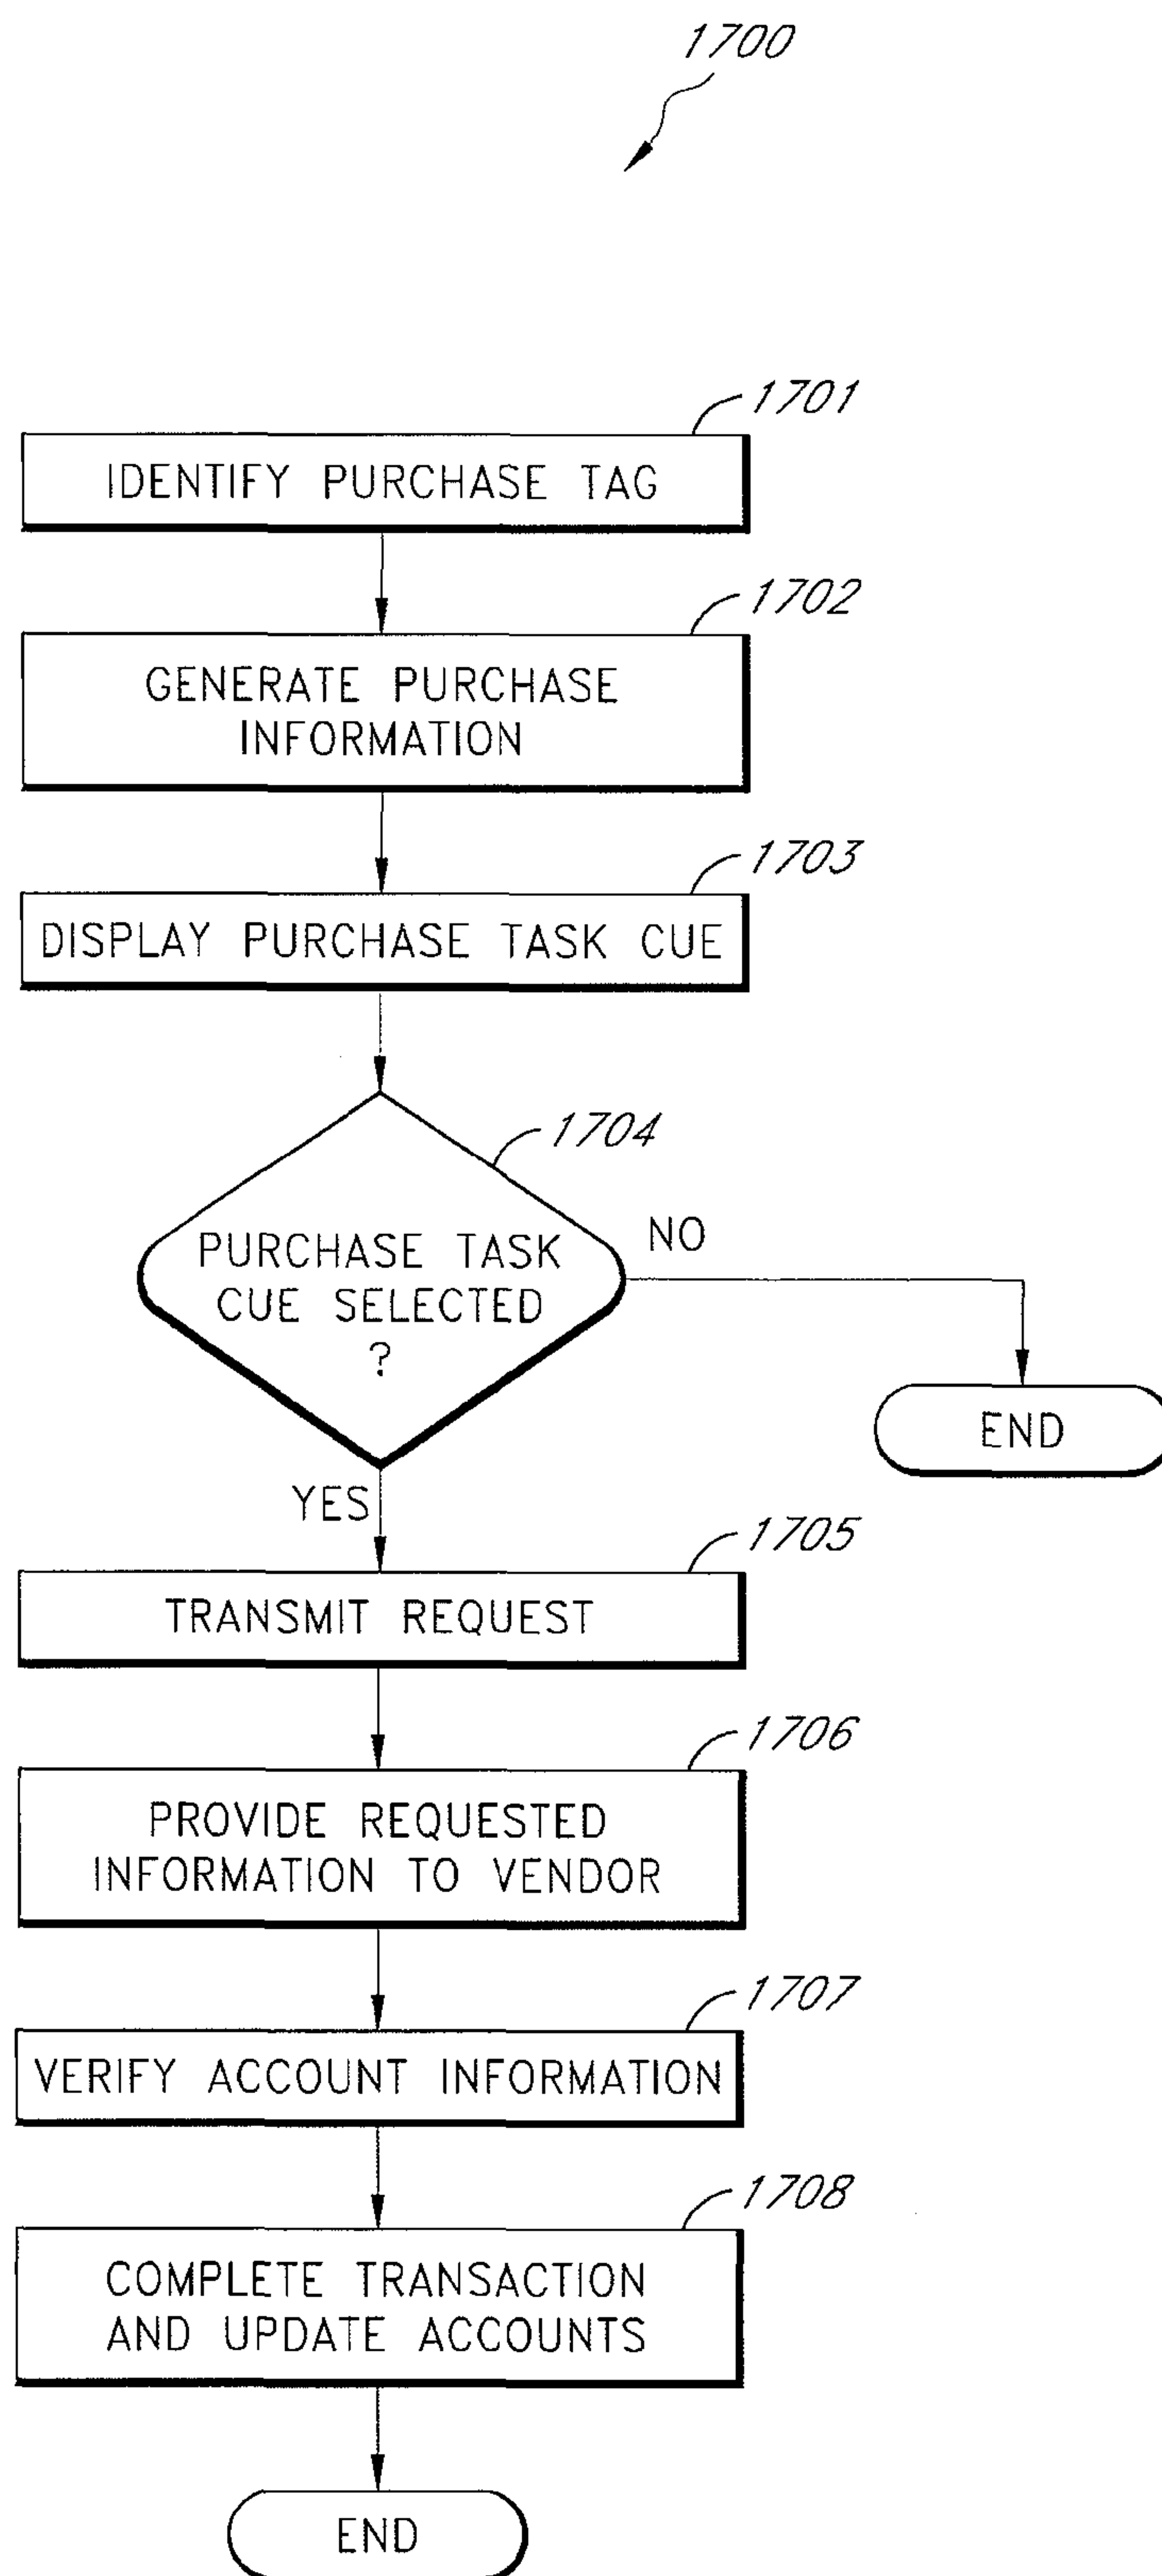 1700
1701
IDENTIFY PURCHASE TAG
1702
GENERATE PURCHASE
INFORMATION
1703
DISPLAY PURCHASE TASK CUE
1704
PURCHASE TASK
CUE SELECTED
?
NO
END
YES
1705
TRANSMIT REQUEST
1706
PROVIDE REQUESTED
INFORMATION TO VENDOR
1707
VERIFY ACCOUNT INFORMATION
1708
COMPLETE TRANSACTION
AND UPDATE ACCOUNTS
END